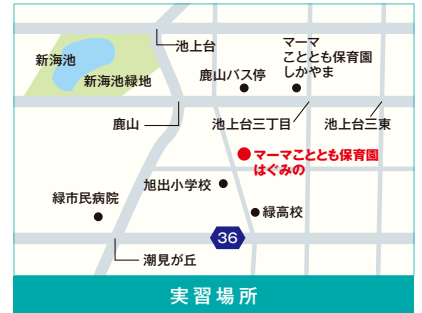 池上台
マーマ
こととも保育園
しかやま
新海池
新海池緑地
鹿山バス停
鹿山
池上台三丁目
池上台三東
マーマこととも保育園
はぐみの
旭出小学校
緑市民病院
緑高校
36
潮見が丘
実習場所